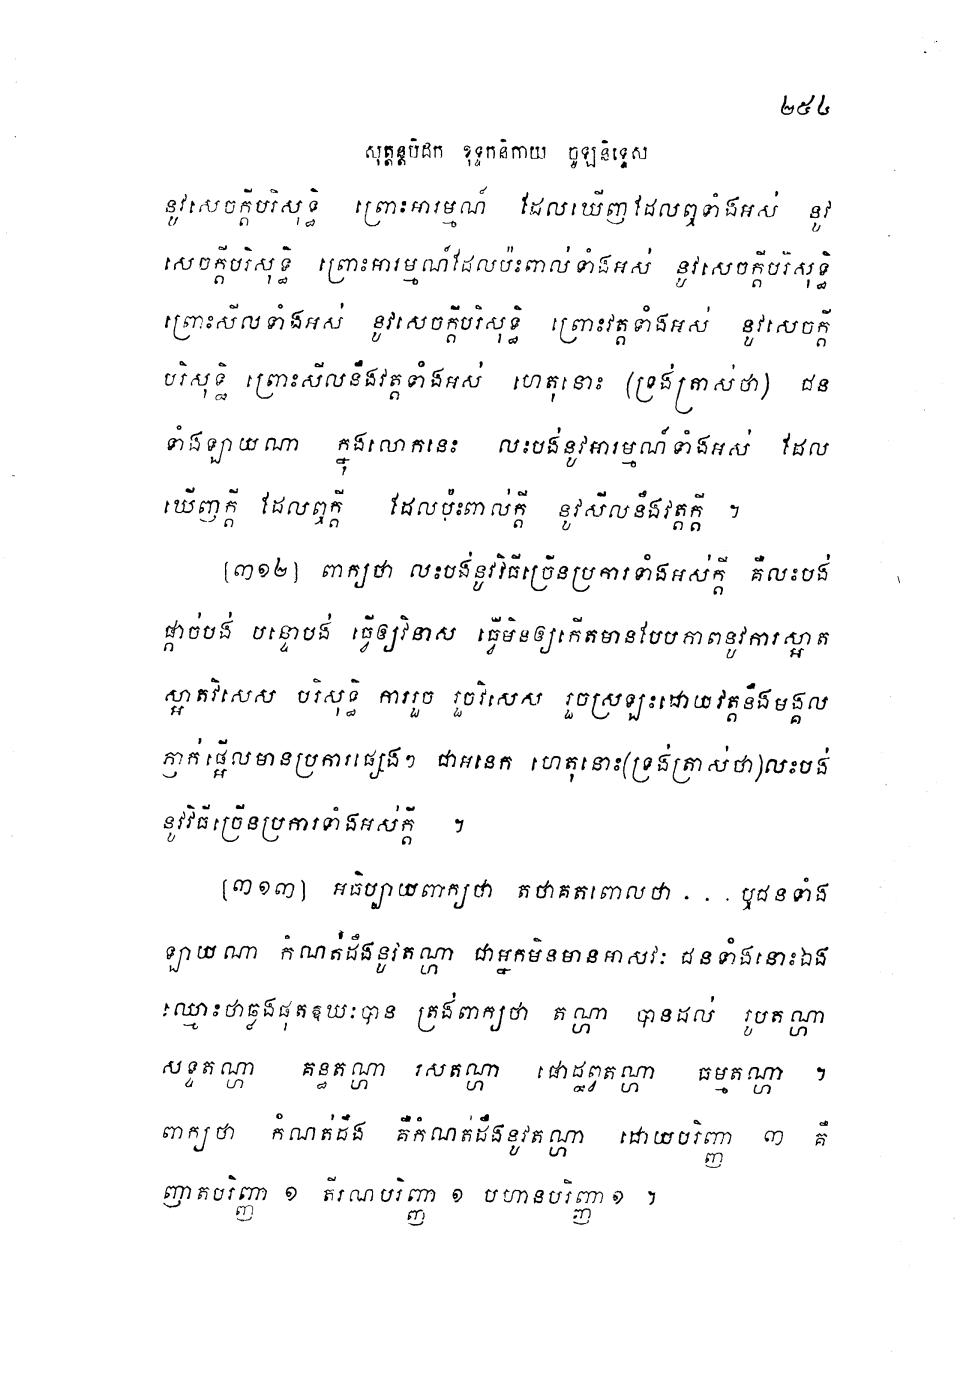 ២៥៤
សុត្តន្តបិដក ខុទ្ទកនិកាយ ចូឡនិទ្ទេស
នូវសេចក្តីបរិសុទ្ធិ ព្រោះអារម្មណ៍ ដែលឃើញដែលឮទាំងអស់ នូវ
សេចក្តីបរិសុទ្ធិ ព្រោះអារម្មណ៍ដែលប៉ះពាល់ទាំងអស់ នូវសេចក្តីបរិសុទ្ធិ
ព្រោះសីលទាំងអស់ នូវសេចក្តីបរិសុទ្ធិ ព្រោះវត្តទាំងអស់ នូវសេចក្តី
បរិសុទ្ធិ ព្រោះសីលនឹងវត្តទាំងអស់ ហេតុនោះ (ទ្រង់ត្រាស់ថា) ជន
ទាំងឡាយណា ក្នុងលោកនេះ លះបង់នូវអារម្មណ៍ទាំងអស់ ដែល
ឃើញក្តី ដែលឮក្តី ដែលប៉ះពាល់ក្តី នូវសីលនឹងវត្តក្តី ។
[៣១២] ពាក្យថា លះបង់នូវវិធីច្រើនប្រការទាំងអស់ក្តី គឺលះបង់
ផ្តាច់បង់ បន្ទោបង់ ធ្វើឲ្យវិនាស ធ្វើមិនឲ្យកើតមានបែបភាពនូវការស្អាត
ស្អាតវិសេស បរិសុទ្ធិ ការរួច រួចវិសេស រួចស្រឡះដោយវត្តនឹងមង្គល
ភ្ញាក់ផ្អើលមានប្រការផ្សេងៗ ជាអនេក ហេតុនោះ(ទ្រង់ត្រាស់ថា)លះបង់
នូវវិធីច្រើនប្រការទាំងអស់ក្តី ។
[៣១៣] អធិប្បាយពាក្យថា តថាគតពោលថា . . . ឬជនទាំង
ឡាយណា កំណត់ដឹងនូវតណ្ហា ជាអ្នកមិនមានអាសវៈ ជនទាំងនោះឯង
ឈ្មោះថាឆ្លងផុតឱឃៈបាន ត្រង់ពាក្យថា តណ្ហា បានដល់ រូបតណ្ហា
សទ្ទតណ្ហា គន្ធតណ្ហា រសតណ្ហា ផោដ្ឋព្វតណ្ហា ធម្មតណ្ហា ។
ពាក្យថា កំណត់ដឹង គឺកំណត់ដឹងនូវតណ្ហា ដោយបរិញ្ញា ៣ គឺ
ញាតបរិញ្ញា ១ តីរណបរិញ្ញា ១ បហានបរិញ្ញា ១ ។